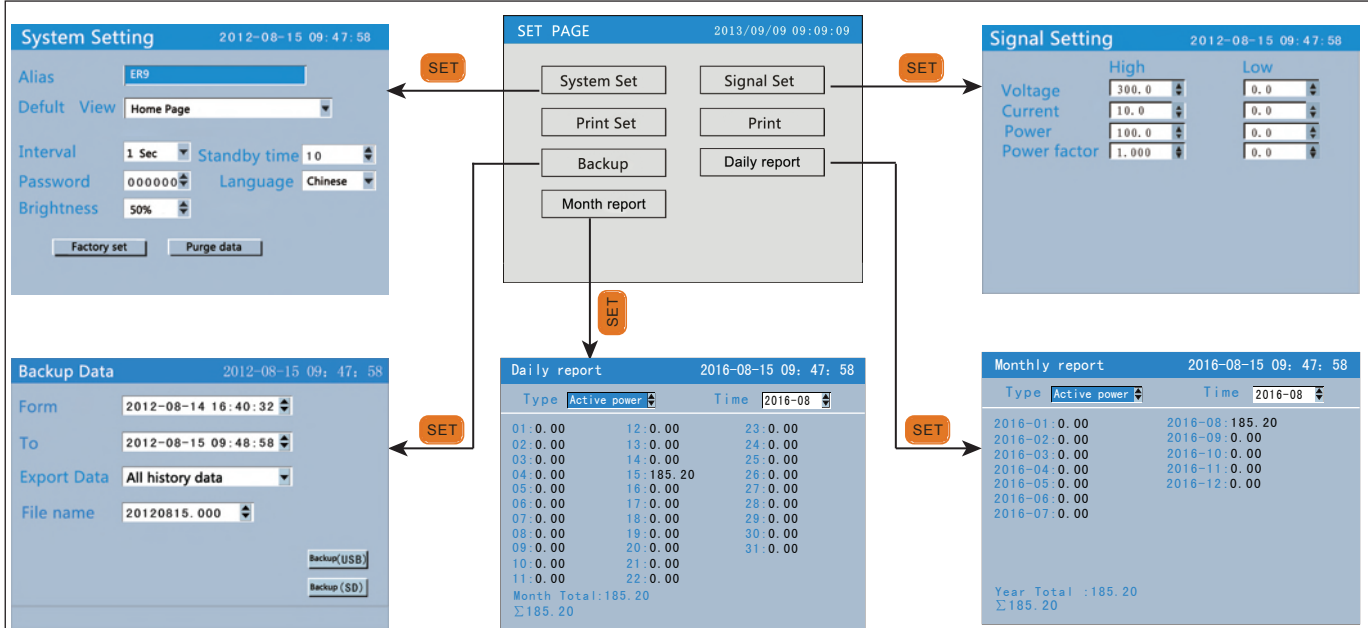 System Setting 2012-08-15 09:47:58
Alias ER9
Defult View Home Page
Interval 1 Sec Standby time 10
Password 000000 Language Chinese
Brightness 50%
Factory set Purge data
SET
SET PAGE 2013/09/09 09:09:09
System Set Signal Set
Print Set Print
Backup Daily report
Month report
SET
Signal Setting 2012-08-15 09:47:58
High Low
Voltage 300.0 0.0
Current 10.0 0.0
Power 100.0 0.0
Power factor 1.000 0.0
SET
Backup Data 2012-08-15 09: 47: 58
Form 2012-08-14 16:40:32
To 2012-08-15 09:48:58
Export Data All history data
File name 20120815.000
Backup(USB)
Backup (SD)
SET
Daily report 2016-08-15 09: 47: 58
Type Active power Time 2016-08
01:0.00 12:0.00 23:0.00
02:0.00 13:0.00 24:0.00
03:0.00 14:0.00 25:0.00
04:0.00 15:185.20 26:0.00
05:0.00 16:0.00 27:0.00
06:0.00 17:0.00 28:0.00
07:0.00 18:0.00 29:0.00
08:0.00 19:0.00 30:0.00
09:0.00 20:0.00 31:0.00
10:0.00 21:0.00
11:0.00 22:0.00
Month Total:185.20
Σ185.20
SET
Monthly report 2016-08-15 09: 47: 58
Type Active power Time 2016-08
2016-01:0.00 2016-08:185.20
2016-02:0.00 2016-09:0.00
2016-03:0.00 2016-10:0.00
2016-04:0.00 2016-11:0.00
2016-05:0.00 2016-12:0.00
2016-06:0.00
2016-07:0.00
Year Total :185.20
Σ185.20